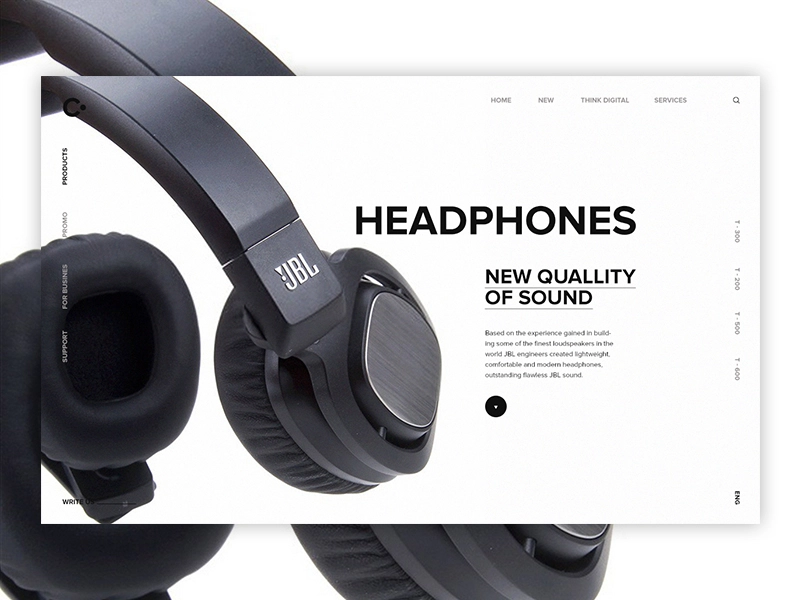 HOME NEW THINK DIGITAL SERVICES
PRODUCTS
PROMO
FOR BUSINES
SUPPORT
JBL
HEADPHONES
NEW QUALLITY
OF SOUND
Based on the experience gained in build-
ing some of the finest loudspeakers in the
world JBL engineers created lightweight,
comfortable and modern headphones,
outstanding flawless JBL sound.
T - 300
T - 200
T - 500
T - 600
WRITE
ENG